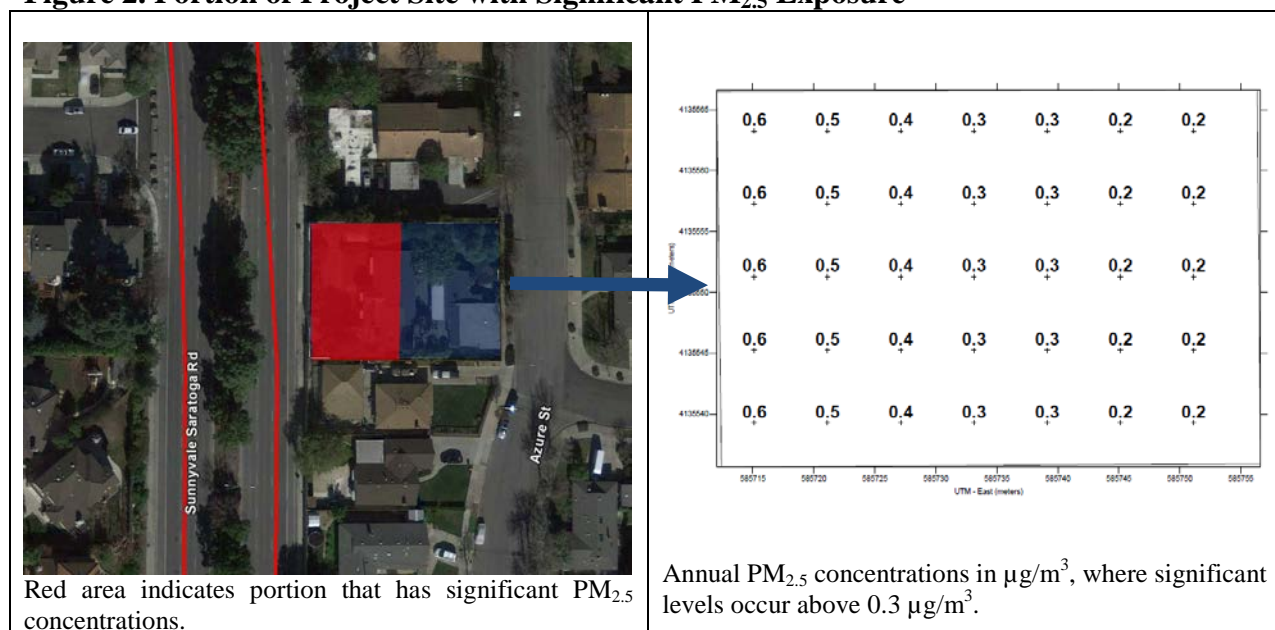 Figure 2. Portion of Project Site with Significant PM2.5 Exposure
Sunnyvale Saratoga Rd
Azure St
Red area indicates portion that has significant PM2.5
concentrations.
4135565
0.6 0.5 0.4 0.3 0.3 0.2 0.2
4135560
0.6 0.5 0.4 0.3 0.3 0.2 0.2
4135555
0.6 0.5 0.4 0.3 0.3 0.2 0.2
4135545
0.6 0.5 0.4 0.3 0.3 0.2 0.2
4135540
0.6 0.5 0.4 0.3 0.3 0.2 0.2
585715 585720 585725 585730 585735 585740 585745 585750 585755
UTM - East (meters)
Annual PM2.5 concentrations in µg/m3, where significant
levels occur above 0.3 µg/m3.